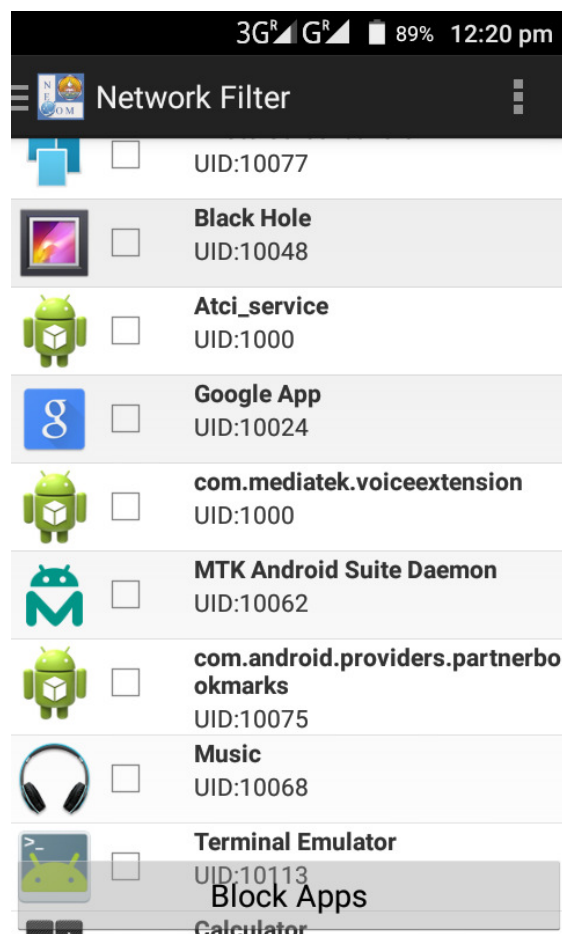 3G R G R 89% 12:20 pm
N E COM Network Filter
UID:10077
Black Hole
UID:10048
Atci_service
UID:1000
g Google App
UID:10024
com.mediatek.voiceextension
UID:1000
MTK Android Suite Daemon
UID:10062
com.android.providers.partnerbo
okmarks
UID:10075
Music
UID:10068
>_ Terminal Emulator
UID:10113
Block Apps
Calculator